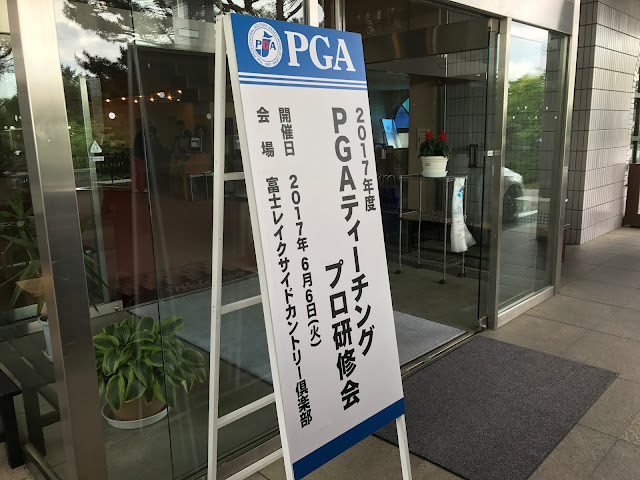 PGA
PGA
2017年度
PGAティーチング
プロ研修会
開催日 2017年6月6日(火)
会場 富士レイクサイドカントリー倶楽部